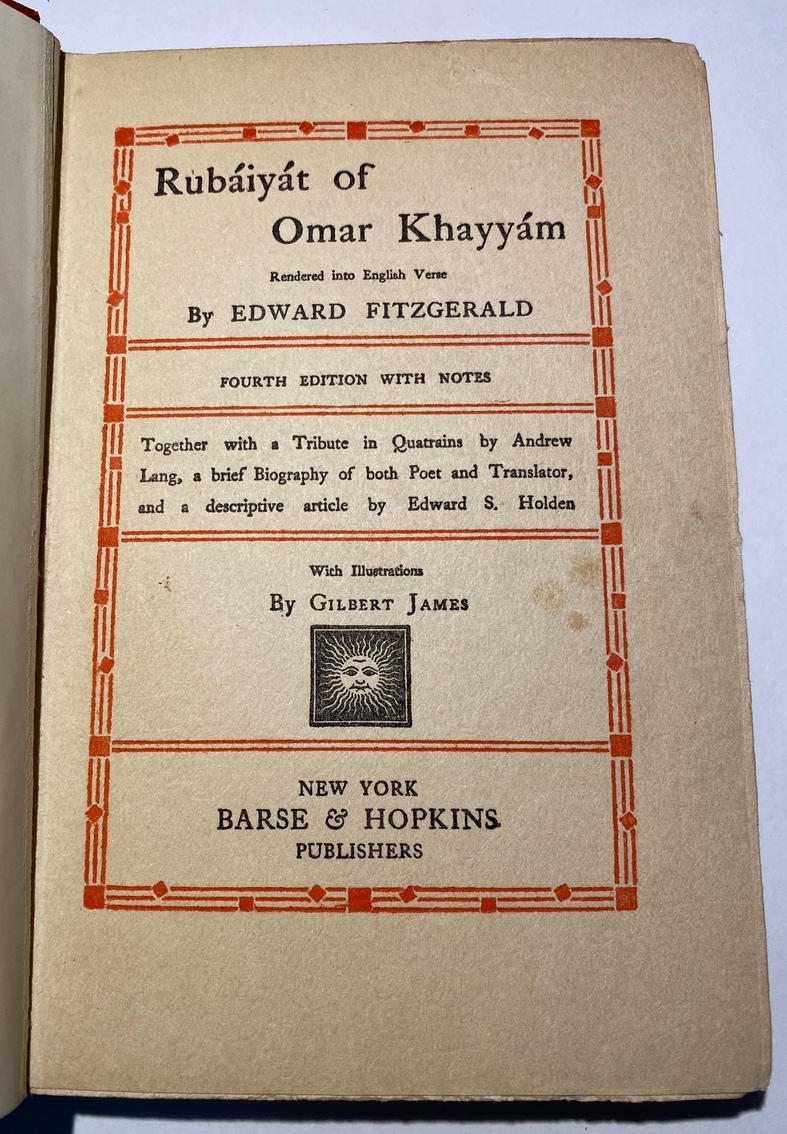 Rubáiyát of
Omar Khayyám
Rendered into English Verse
By EDWARD FITZGERALD
FOURTH EDITION WITH NOTES
Together with a Tribute in Quatrains by Andrew
Lang, a brief Biography of both Poet and Translator,
and a descriptive article by Edward S. Holden
With Illustrations
By GILBERT JAMES
NEW YORK
BARSE & HOPKINS
PUBLISHERS